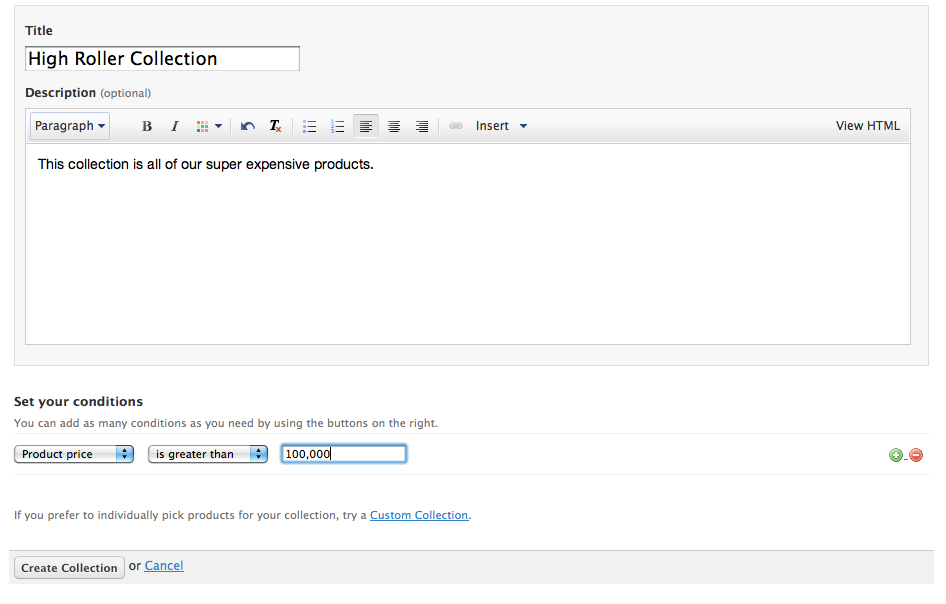 Title
High Roller Collection
Description (optional)
Paragraph B I Tx Insert View HTML
This collection is all of our super expensive products.
Set your conditions
You can add as many conditions as you need by using the buttons on the right.
Product price is greater than 100,000
If you prefer to individually pick products for your collection, try a Custom Collection.
Create Collection or Cancel